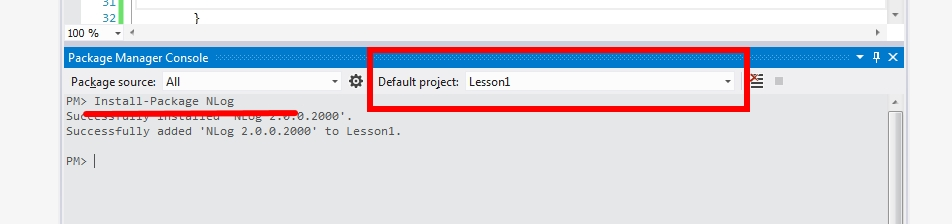 31
32 }
100 %
Package Manager Console
Package source: All Default project: Lesson1
PM> Install-Package NLog
Successfully installed 'NLog 2.0.0.2000'.
Successfully added 'NLog 2.0.0.2000' to Lesson1.
PM>